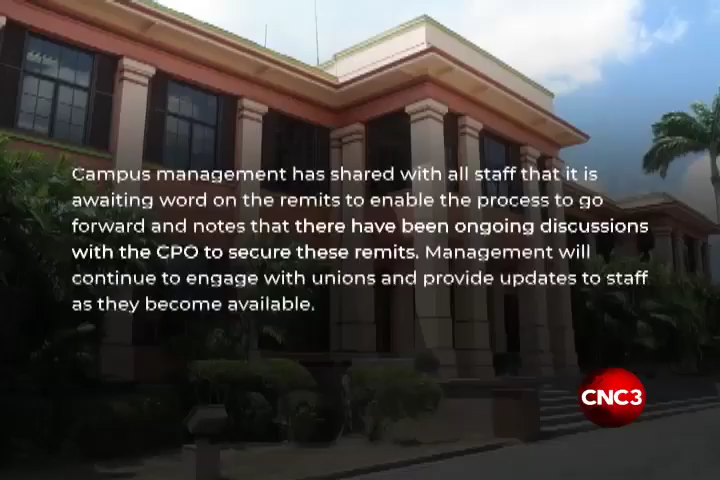 Campus management has shared with all staff that it is
awaiting word on the remits to enable the process to go
forward and notes that there have been ongoing discussions
with the CPO to secure these remits. Management will
continue to engage with unions and provide updates to staff
as they become available.
CNC3